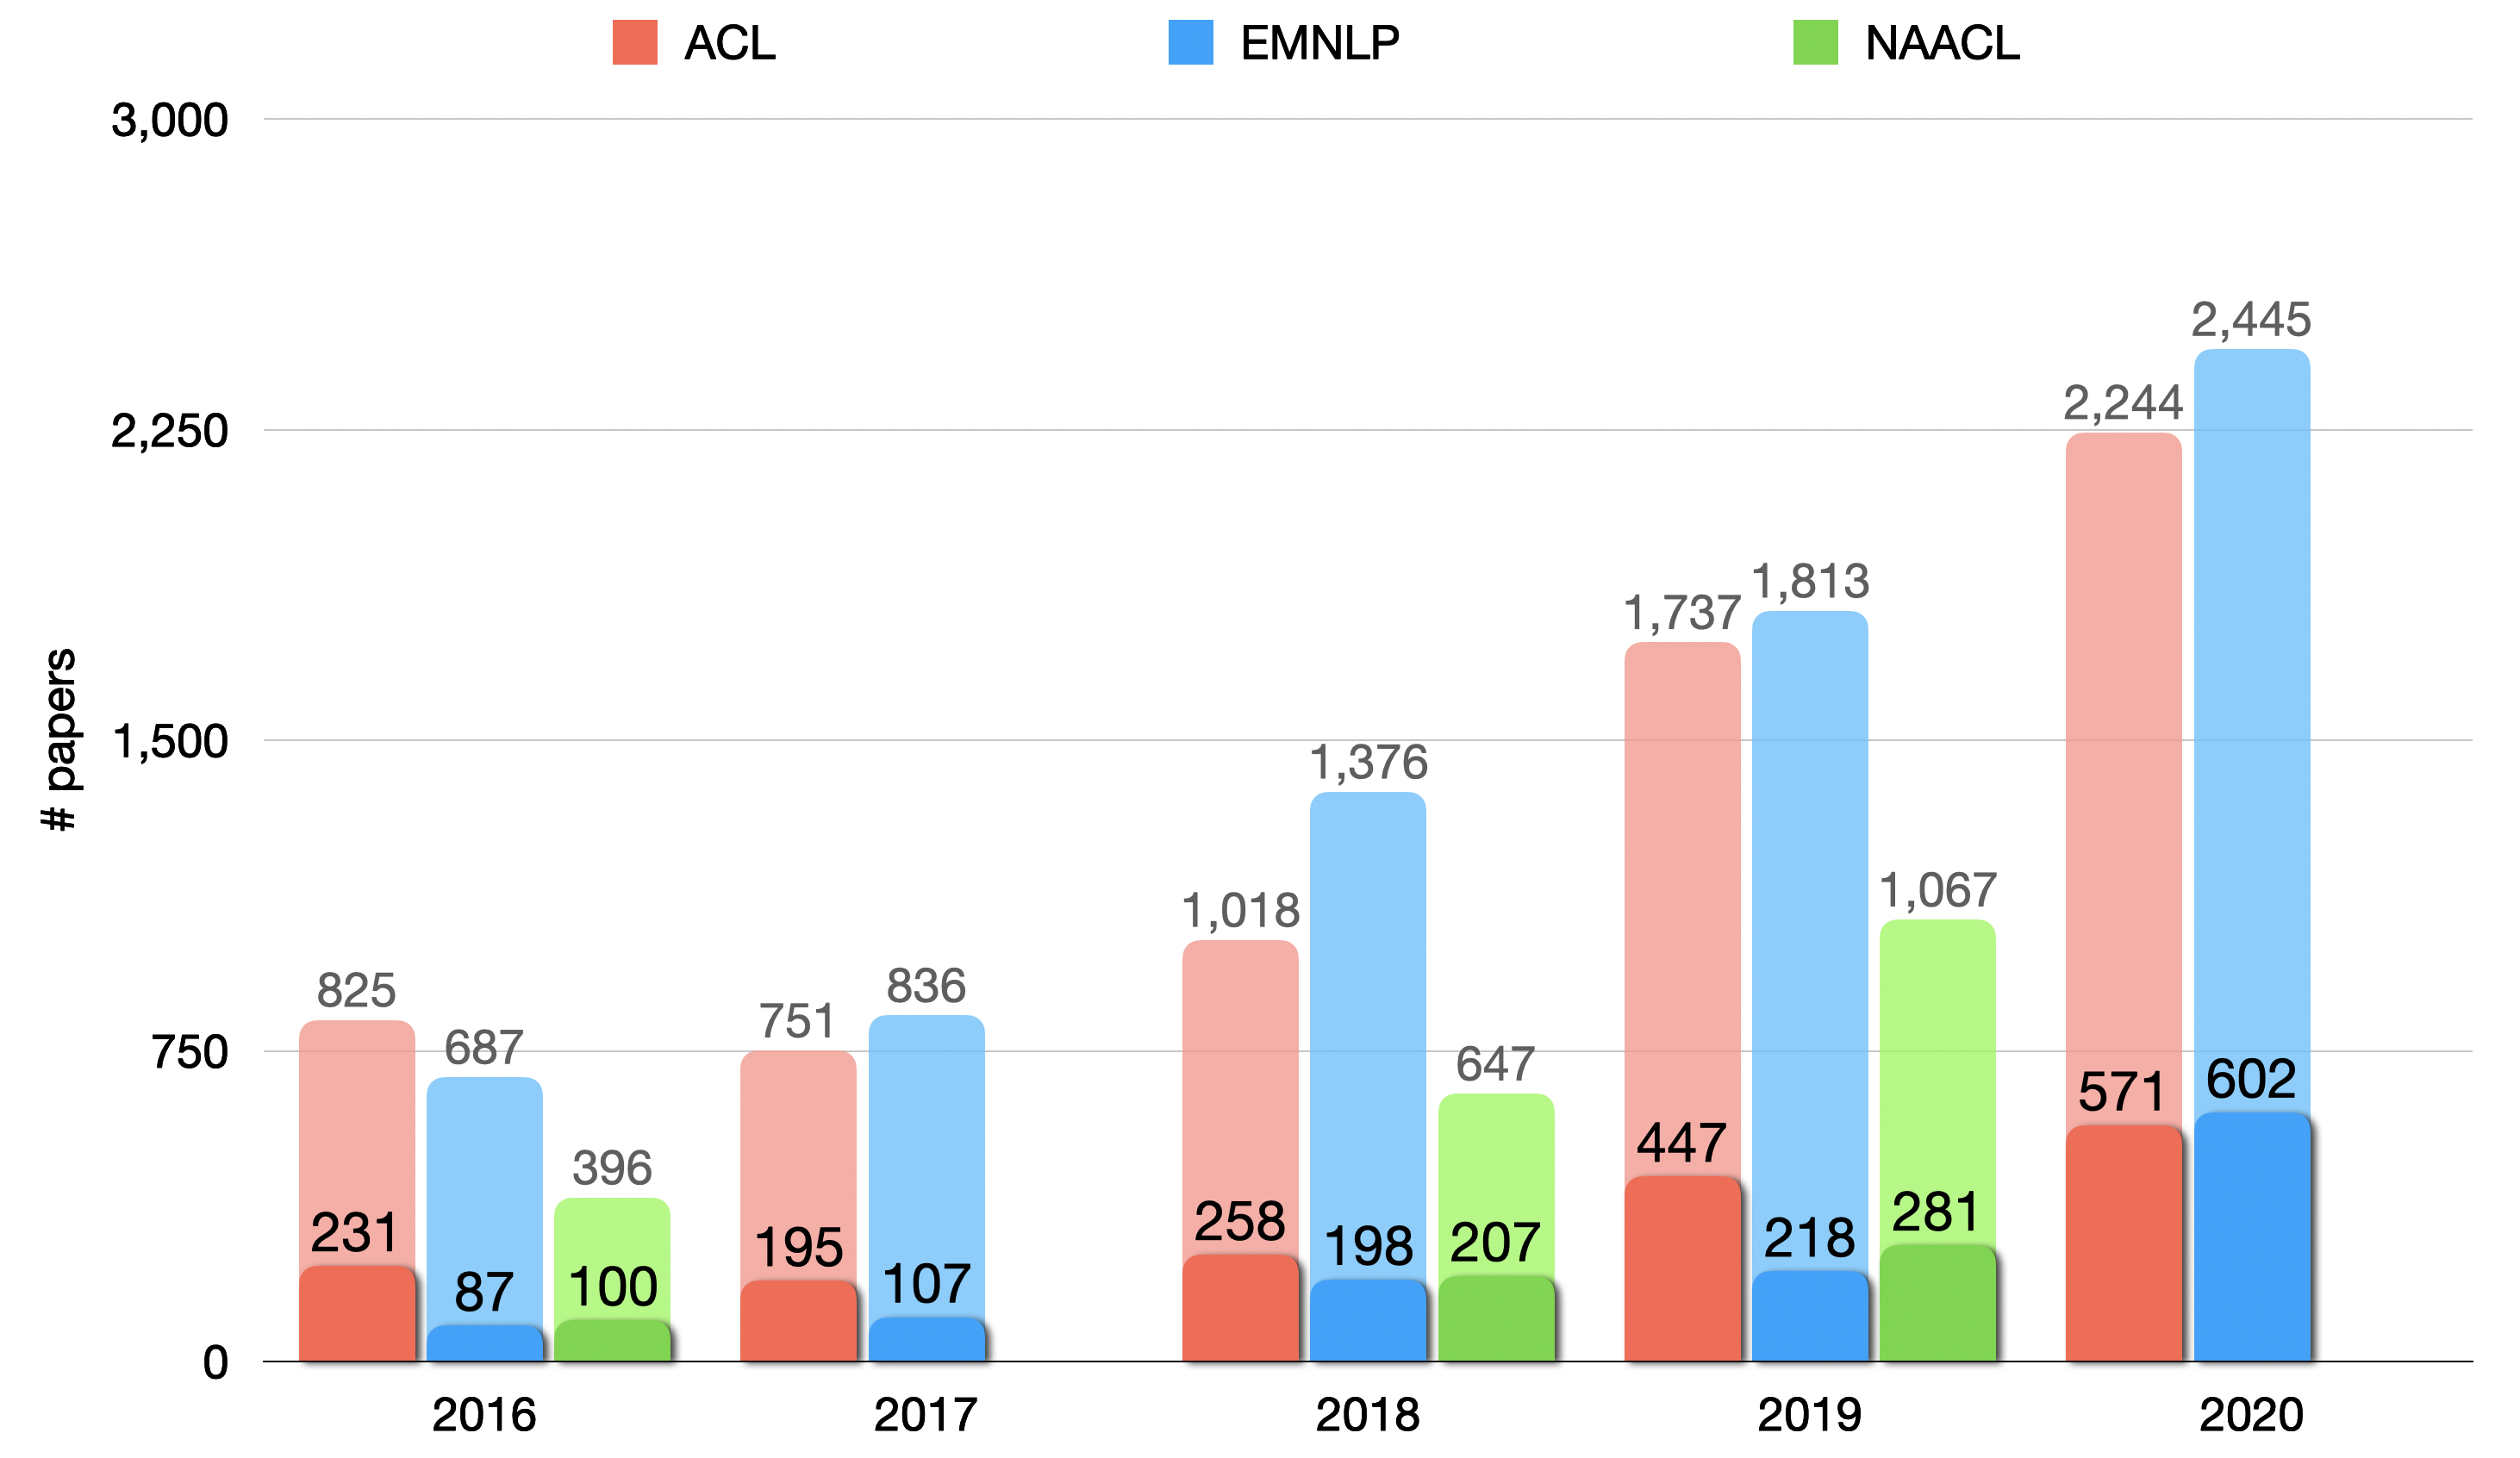 ACL EMNLP NAACL
3,000
2,250
1,500
750
0
# papers
825 687 396
231 87 100
751 836
195 107
1,018 1,376 647
258 198 207
1,737 1,813 1,067
447 218 281
2,244 2,445
571 602
2016 2017 2018 2019 2020